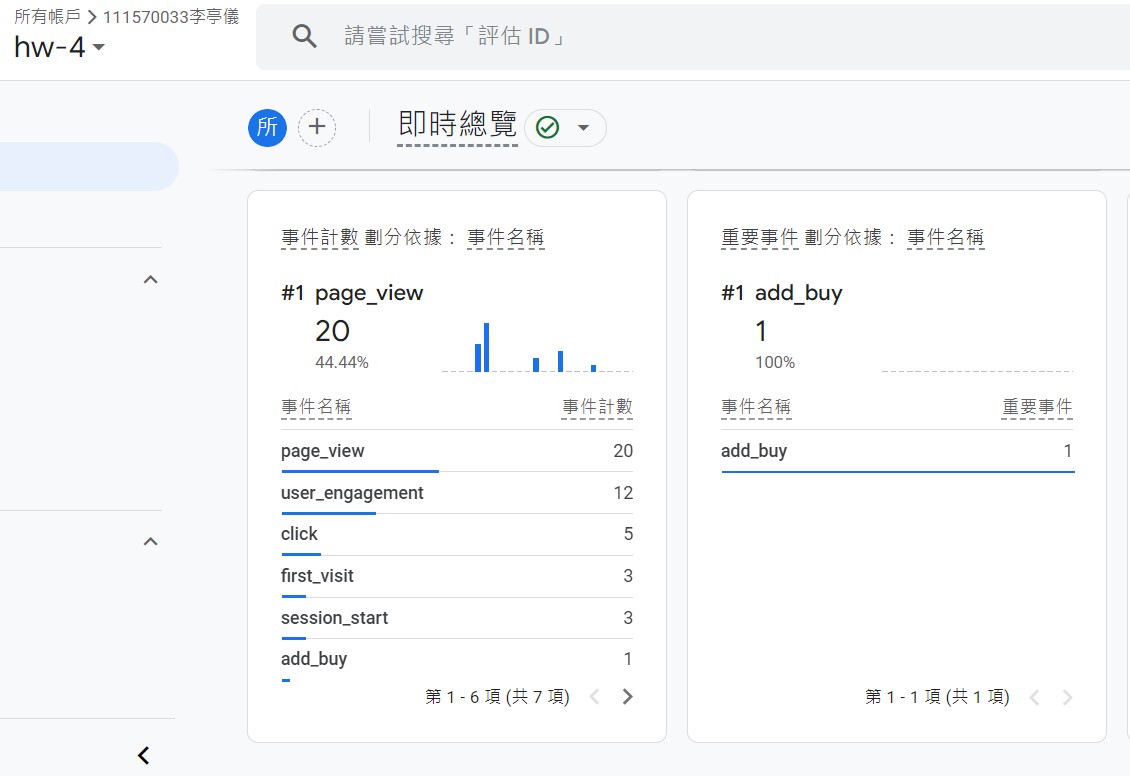 所有帳戶 > 111570033李亭儀
hw-4
請嘗試搜尋「評估 ID」
所
即時總覽
事件計數 劃分依據： 事件名稱
#1 page_view
20
44.44%
事件名稱 事件計數
page_view 20
user_engagement 12
click 5
first_visit 3
session_start 3
add_buy 1
第 1 - 6 項 (共 7 項)
重要事件 劃分依據： 事件名稱
#1 add_buy
1
100%
事件名稱 重要事件
add_buy 1
第 1 - 1 項 (共 1 項)